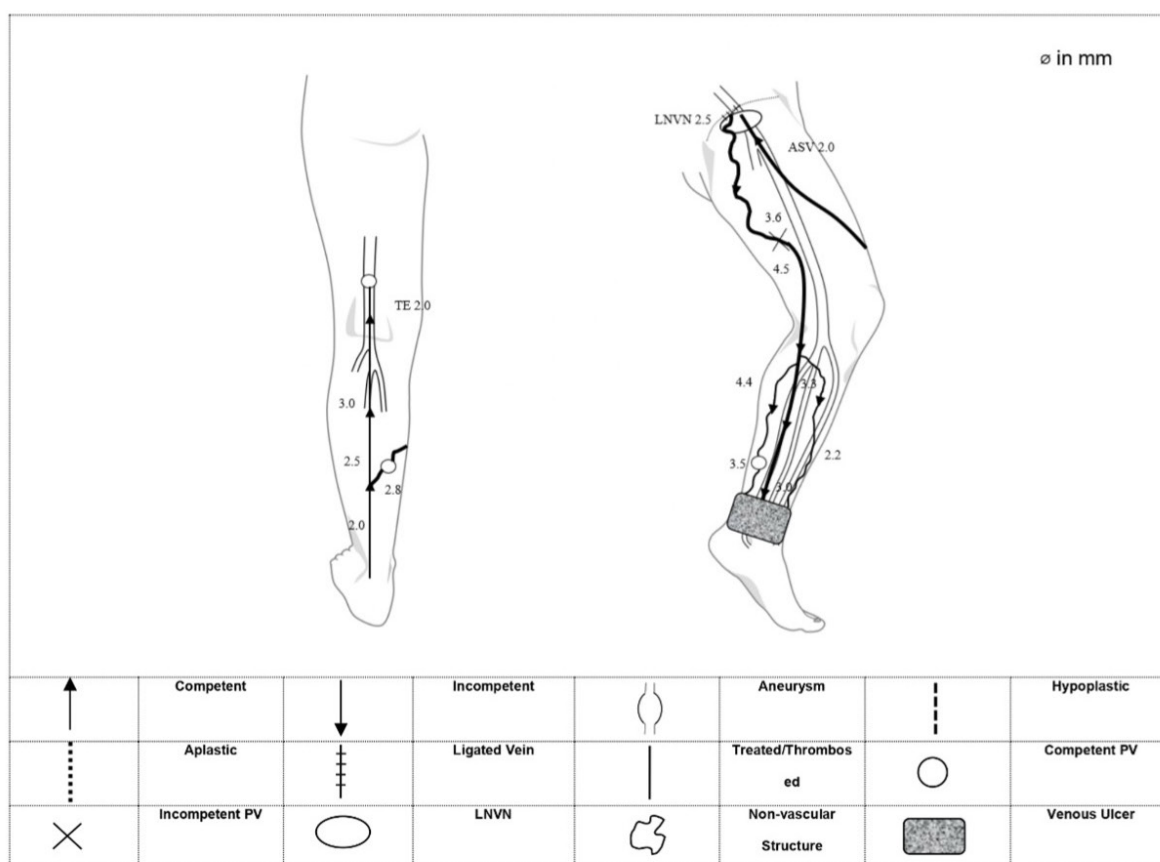 ⌀ in mm
LNVN 2.5
ASV 2.0
3.6
4.5
TE 2.0
4.4
3.3
3.0
2.5
2.8
2.2
3.5
3.0
2.0
Competent
Incompetent
Aneurysm
Hypoplastic
Aplastic
Ligated Vein
Treated/Thrombos
ed
Competent PV
Incompetent PV
LNVN
Non-vascular
Structure
Venous Ulcer